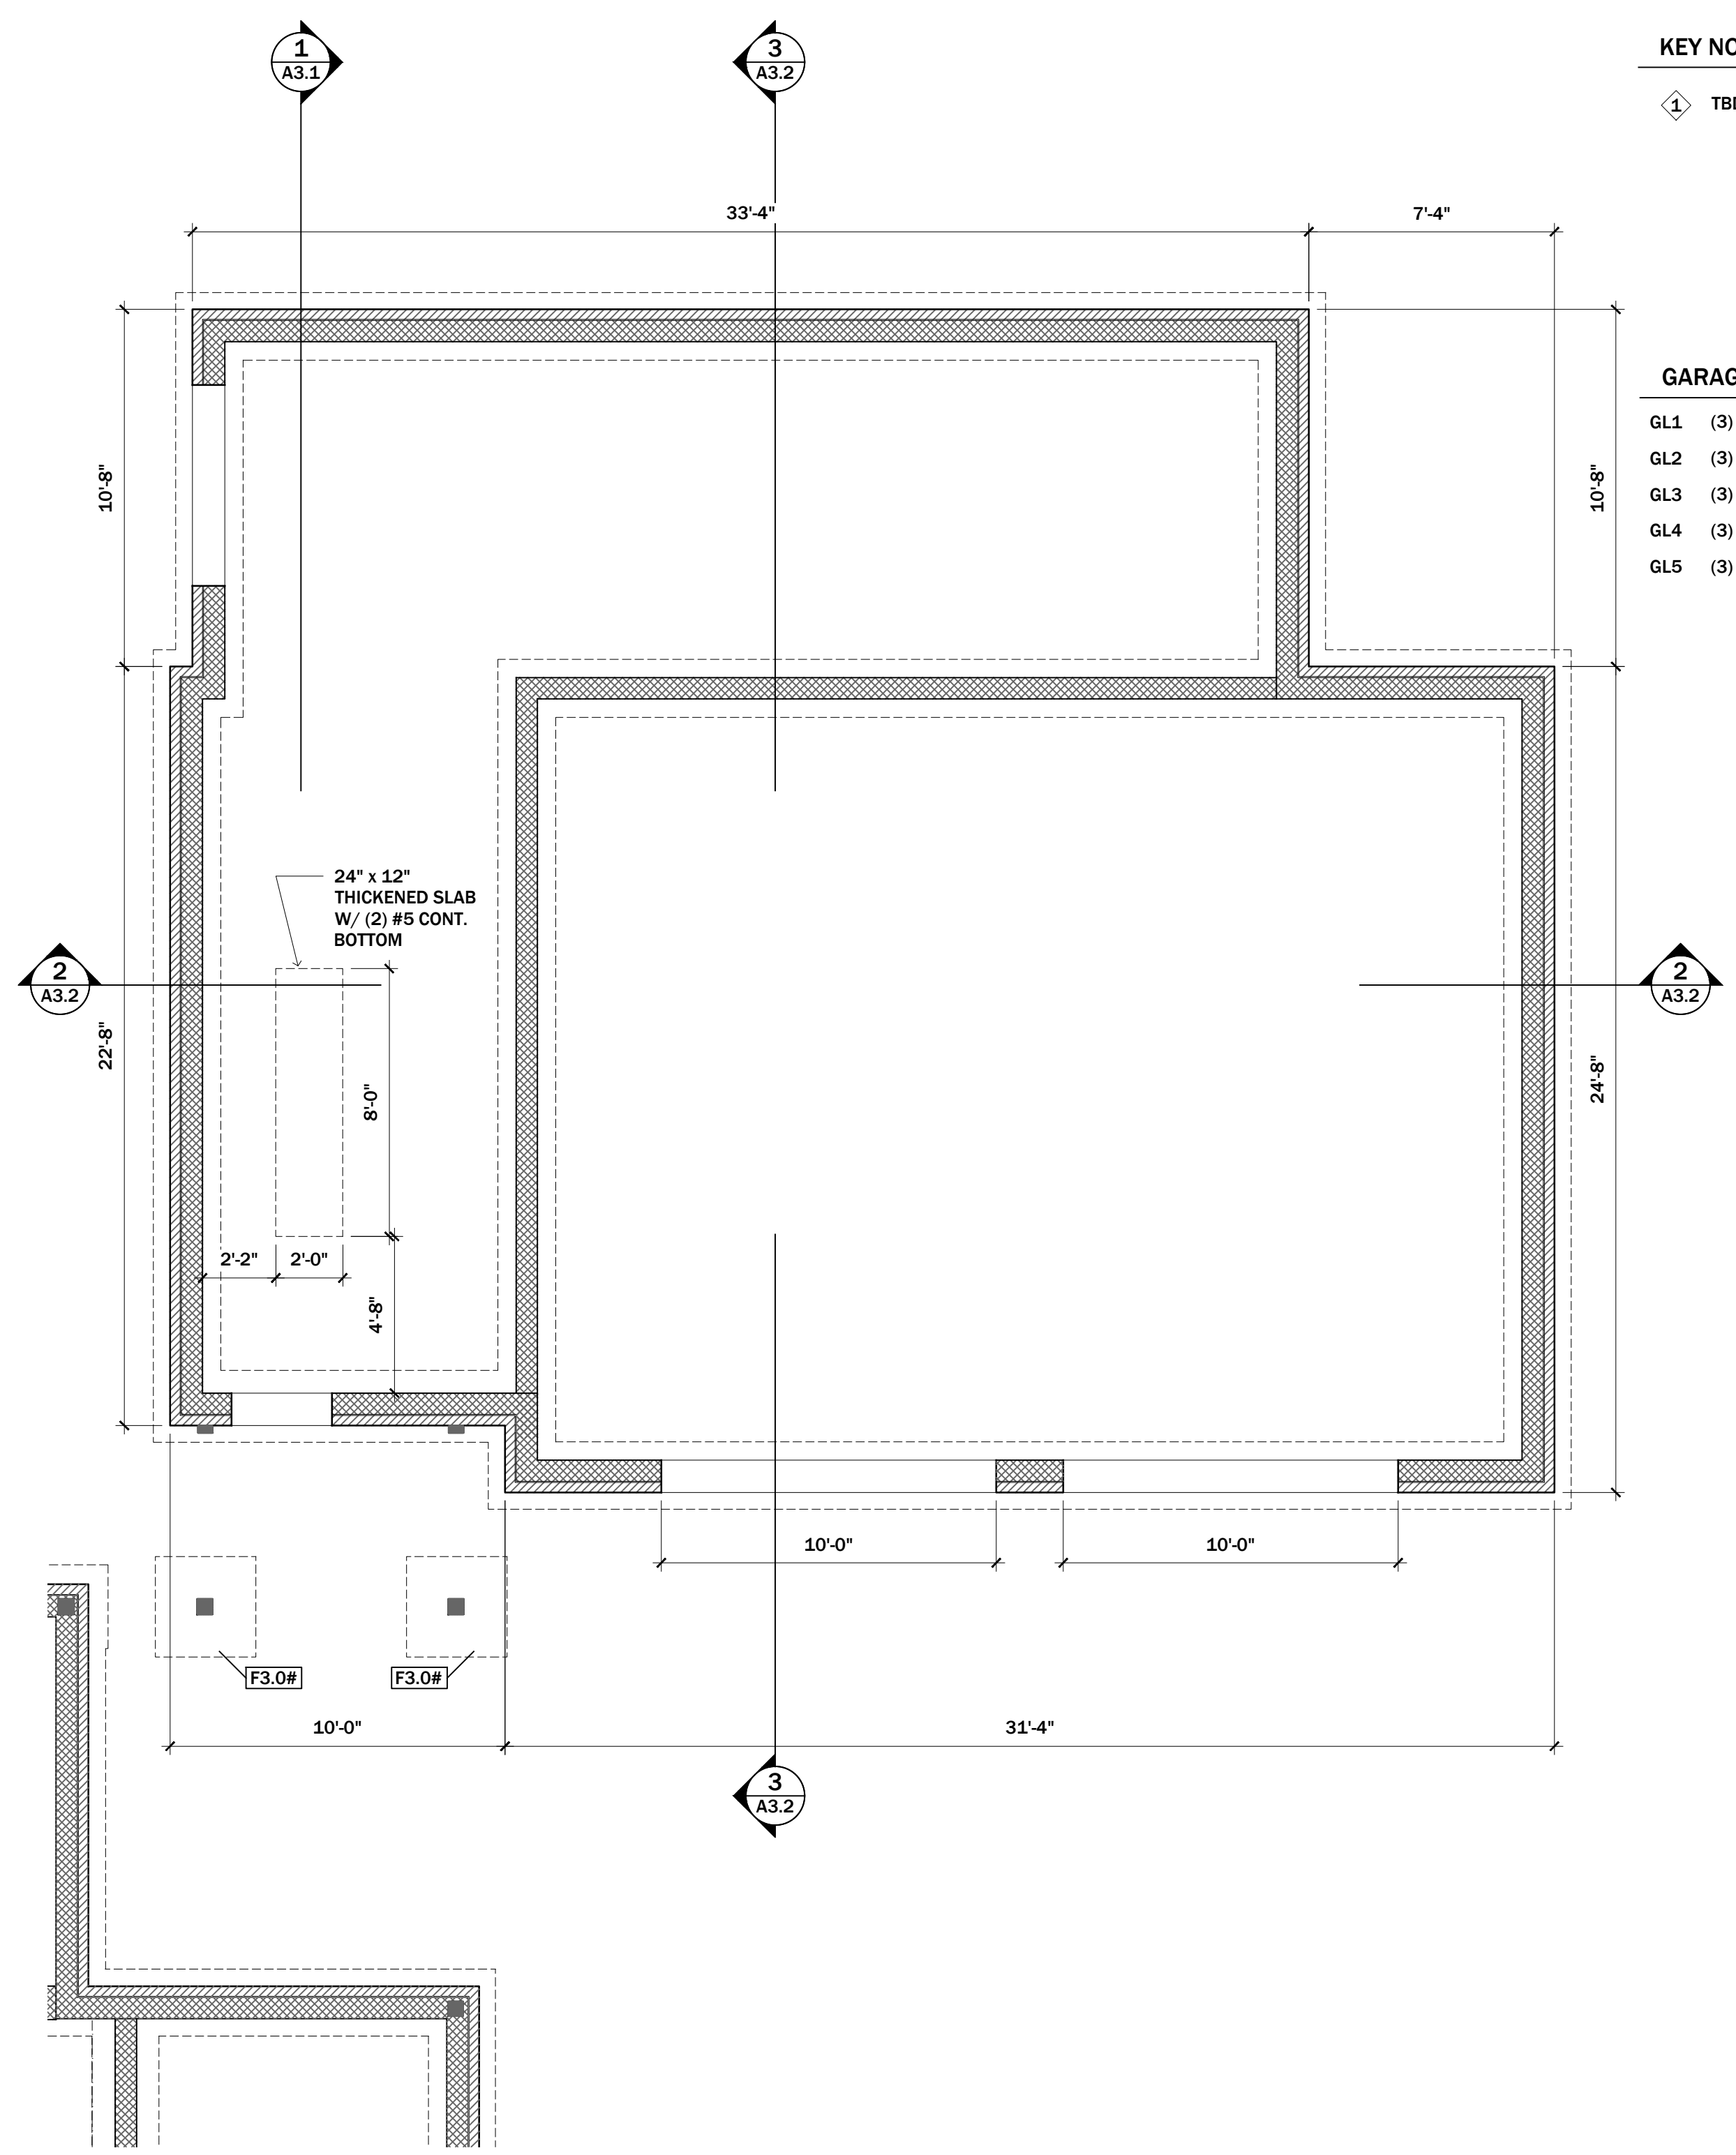 1
A3.1
3
A3.2
KEY NO
1
33'-4"
7'-4"
GARAG
10'-8"
10'-8"
GL1 (3)
GL2 (3)
GL3 (3)
GL4 (3)
GL5 (3)
24" x 12"
THICKENED SLAB
W/ (2) #5 CONT.
BOTTOM
2
A3.2
2
A3.2
22'-8"
8'-0"
24'-8"
2'-2"
2'-0"
4'-8"
10'-0"
10'-0"
F3.0#
F3.0#
10'-0"
31'-4"
3
A3.2